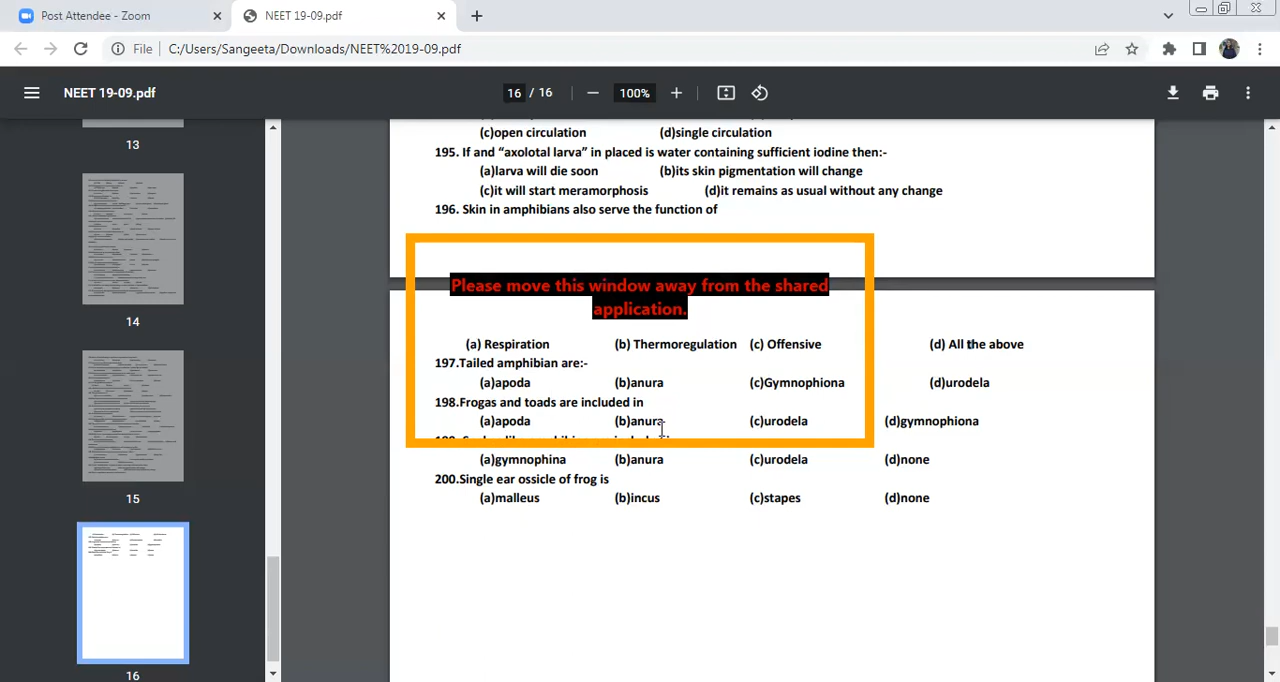 Post Attendee - Zoom
NEET 19-09.pdf
File
C:/Users/Sangeeta/Downloads/NEET%2019-09.pdf
NEET 19-09.pdf
16 / 16
100%
13
14
15
16
(c)open circulation (d)single circulation
195. If and “axolotal larva” in placed is water containing sufficient iodine then:-
(a)larva will die soon (b)its skin pigmentation will change
(c)it will start meramorphosis (d)it remains as usual without any change
196. Skin in amphibians also serve the function of
Please move this window away from the shared
application.
(a) Respiration (b) Thermoregulation (c) Offensive (d) All the above
197.Tailed amphibian are:-
(a)apoda (b)anura (c)Gymnophiona (d)urodela
198.Frogas and toads are included in
(a)apoda (b)anura (c)urodela (d)gymnophiona
(a)gymnophina (b)anura (c)urodela (d)none
200.Single ear ossicle of frog is
(a)malleus (b)incus (c)stapes (d)none